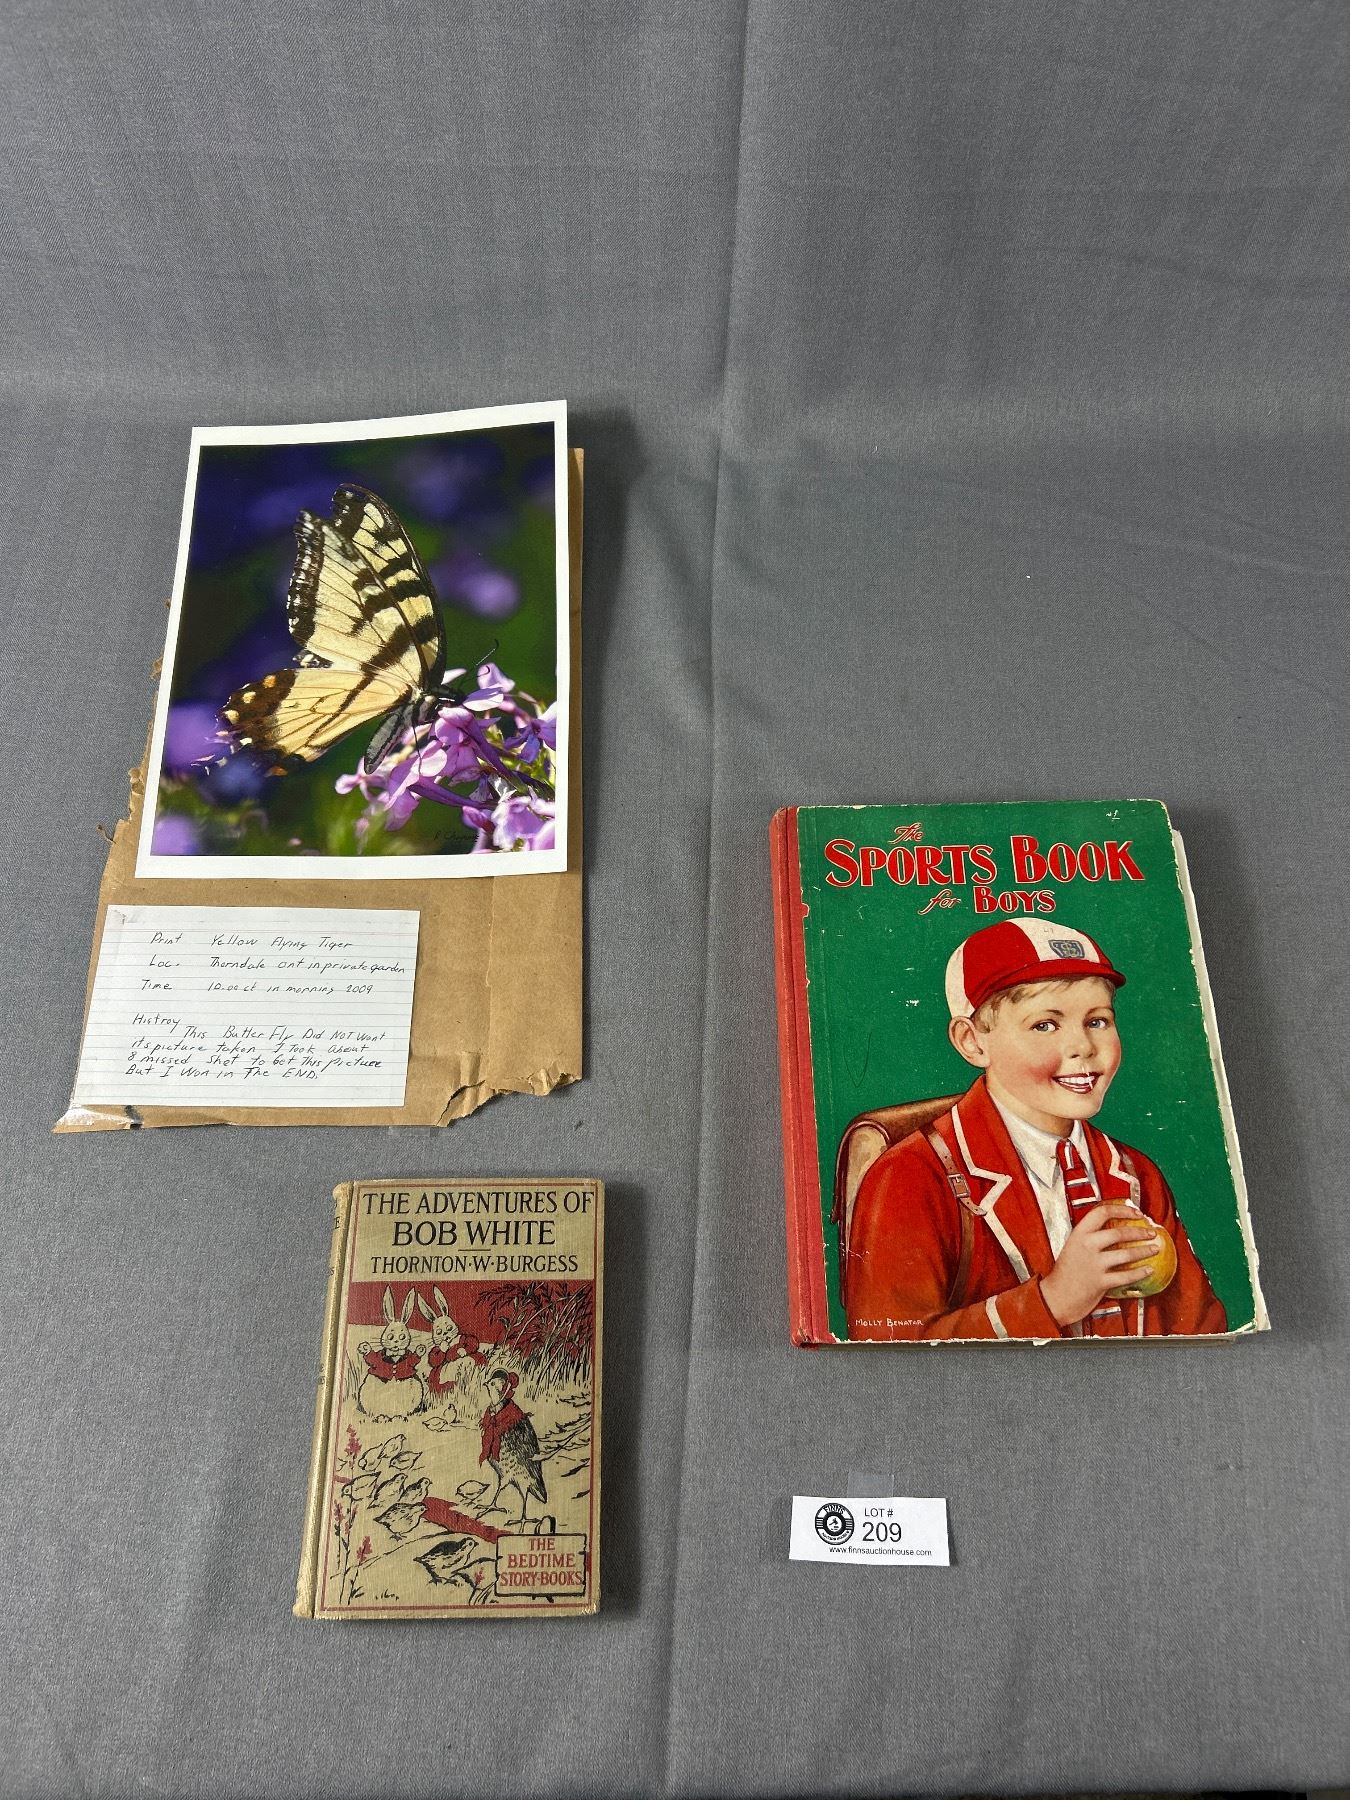 Print Yellow Flying Tiger
Loc. Thorndale ont in private garden
Time 10.00 ct in morning 2009
Histroy
This Butter Fly Did Not Want
its picture taken I took About
8 missed shot to Get This picture
But I Won in The END.
The
SPORTS BOOK
for BOYS
MOLLY BENATAR
THE ADVENTURES OF
BOB WHITE
THORNTON·W·BURGESS
THE
BEDTIME
STORY-BOOKS
FINNS
LOT #
209
www.finnsauctionhouse.com